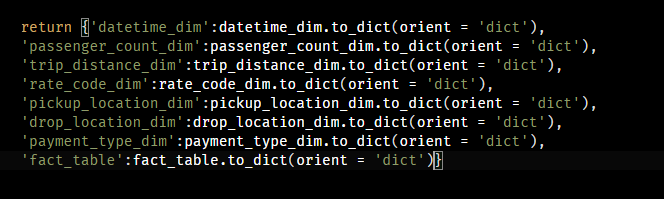 return {'datetime_dim':datetime_dim.to_dict(orient = 'dict'),
'passenger_count_dim':passenger_count_dim.to_dict(orient = 'dict'),
'trip_distance_dim':trip_distance_dim.to_dict(orient = 'dict'),
'rate_code_dim':rate_code_dim.to_dict(orient = 'dict'),
'pickup_location_dim':pickup_location_dim.to_dict(orient = 'dict'),
'drop_location_dim':drop_location_dim.to_dict(orient = 'dict'),
'payment_type_dim':payment_type_dim.to_dict(orient = 'dict'),
'fact_table':fact_table.to_dict(orient = 'dict')}